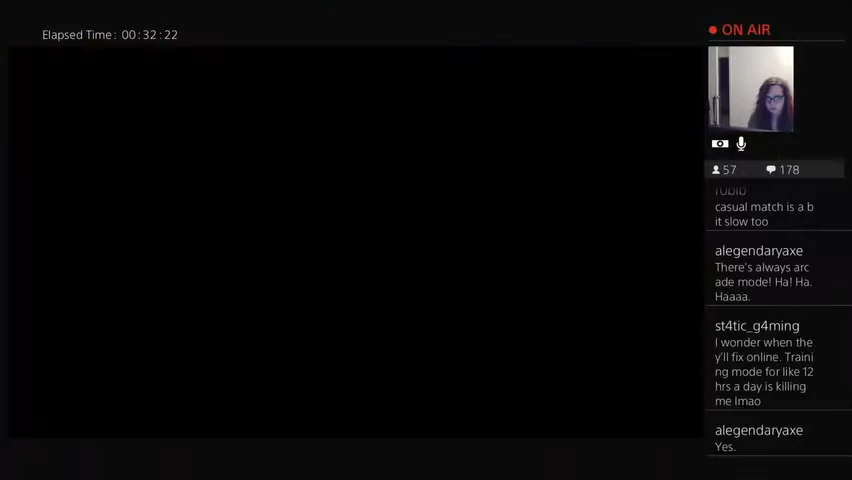 Elapsed Time: 00:32:22
ON AIR
57 178
casual match is a b
it slow too
alegendaryaxe
There's always arc
ade mode! Ha! Ha.
Haaaa.
st4tic_g4ming
I wonder when the
y'll fix online. Traini
ng mode for like 12
hrs a day is killing
me lmao
alegendaryaxe
Yes.